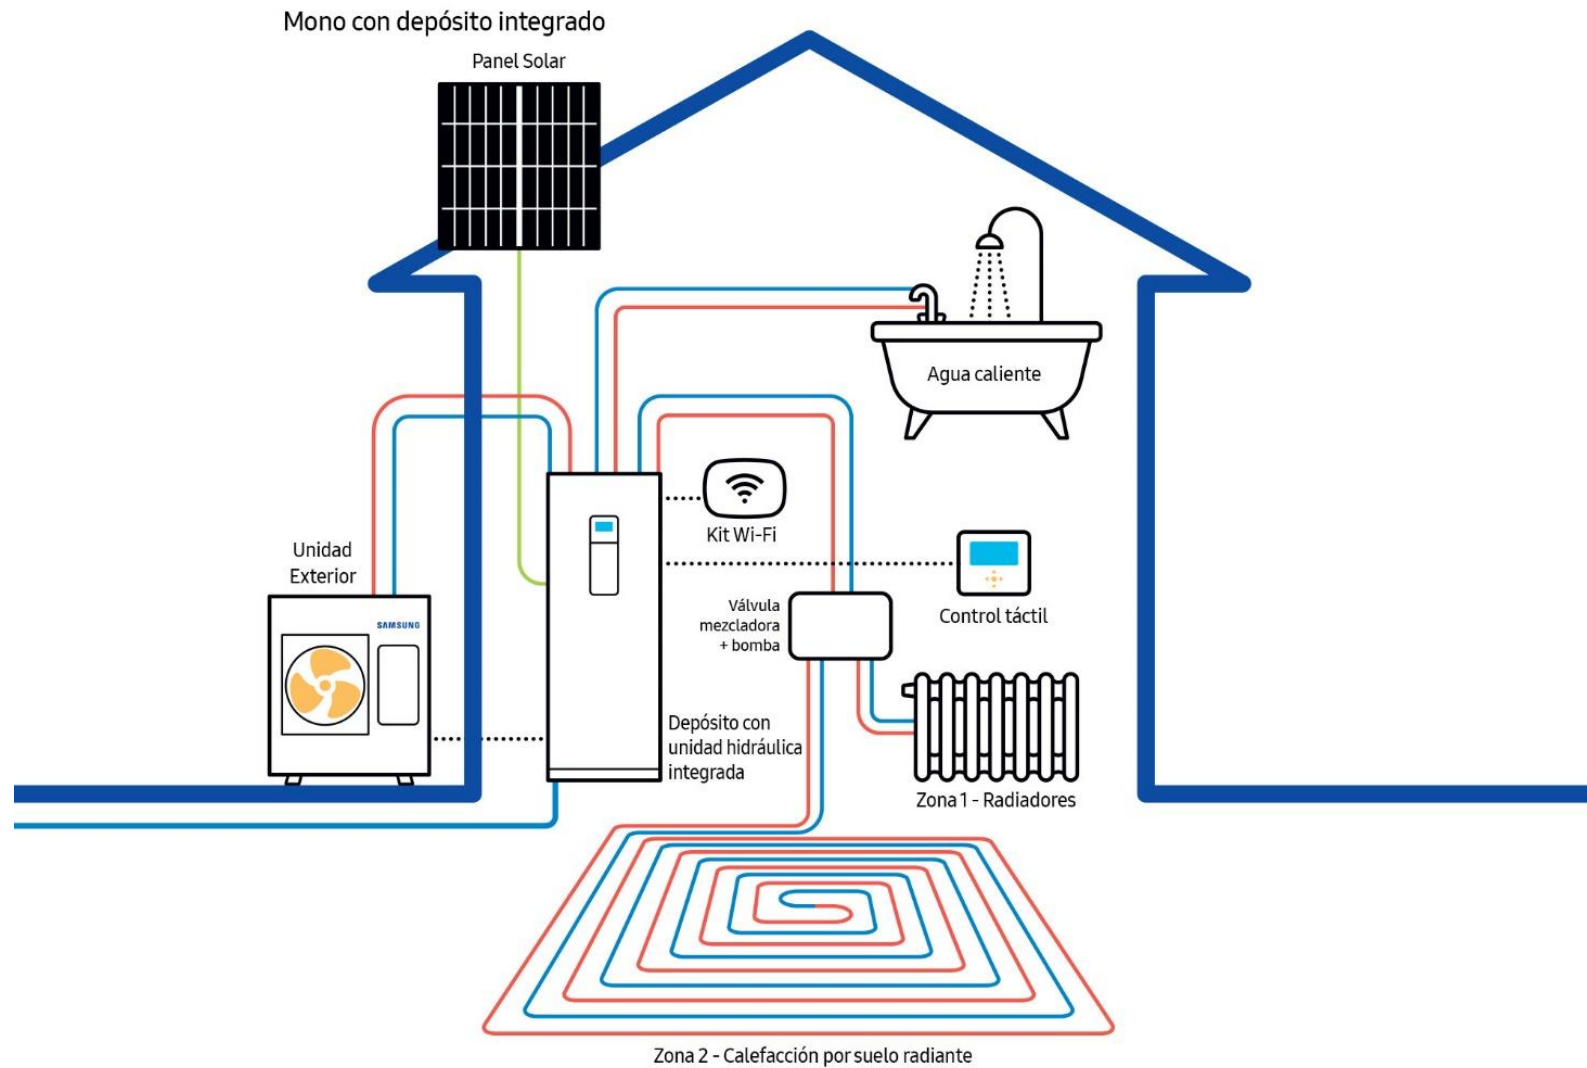 Mono con depósito integrado
Panel Solar
Agua caliente
Kit Wi-Fi
Unidad
Exterior
SAMSUNG
Control táctil
Válvula
mezcladora
+ bomba
Depósito con
unidad hidráulica
integrada
Zona 1 - Radiadores
Zona 2 - Calefacción por suelo radiante